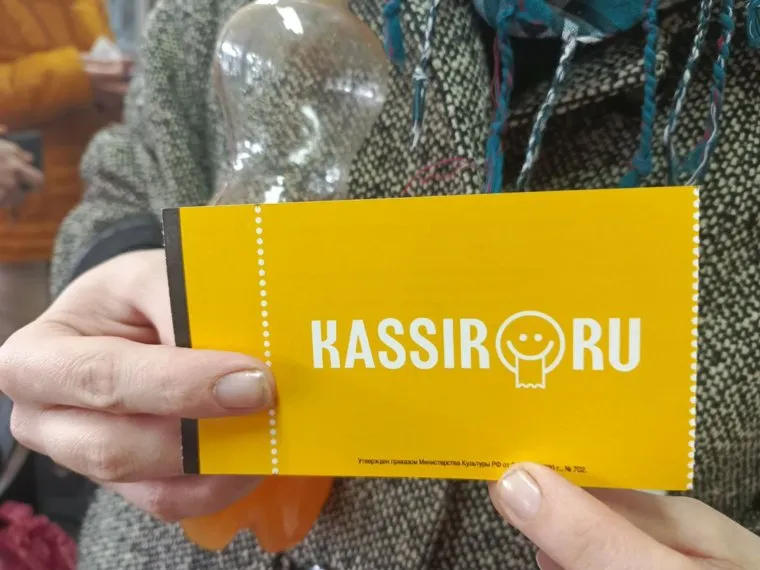 KASSIR RU
Утвержден приказом Министерства Культуры РФ от г., № 702.